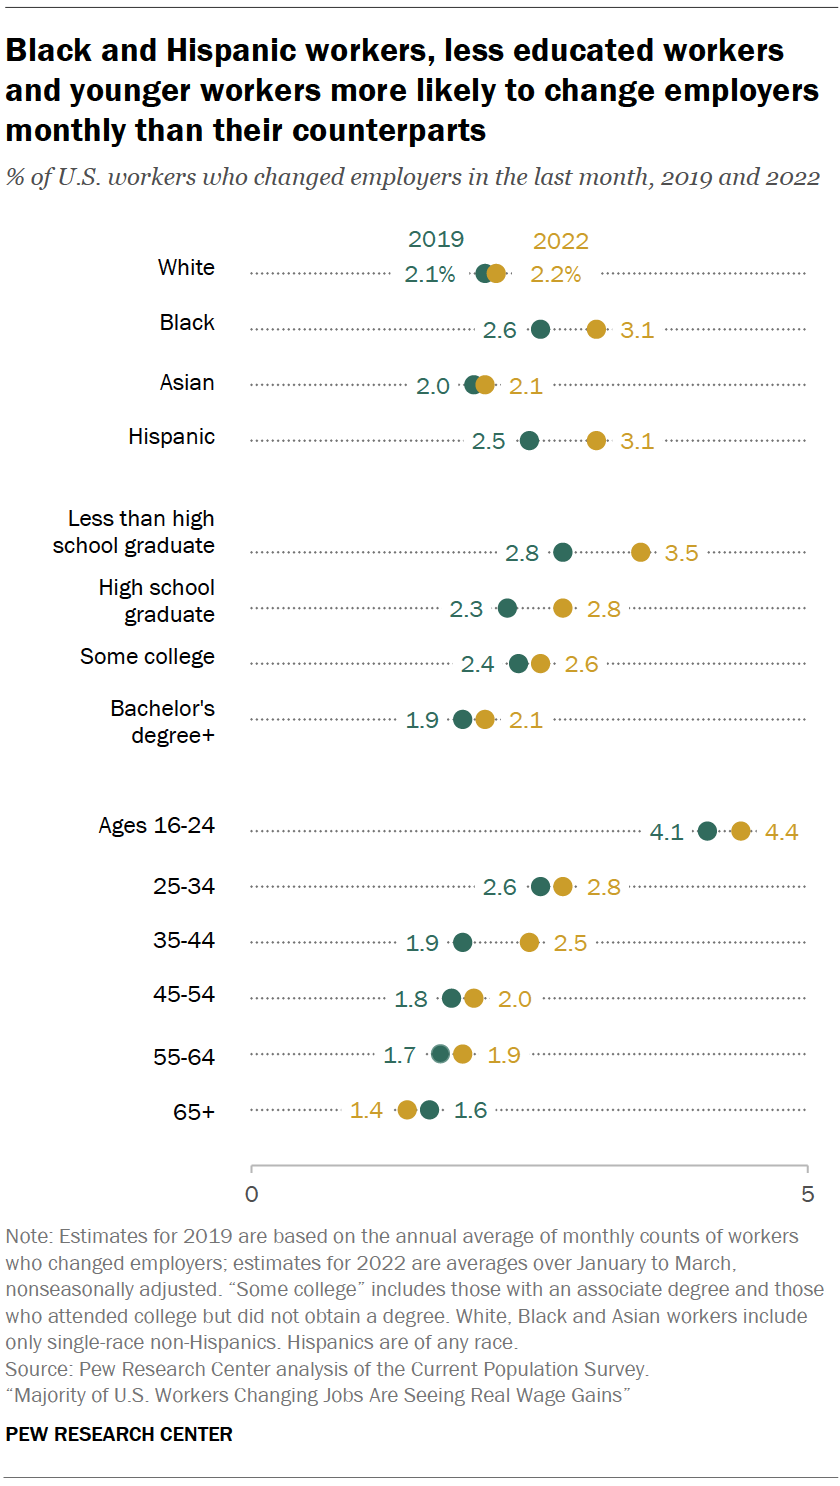 Black and Hispanic workers, less educated workers
and younger workers more likely to change employers
monthly than their counterparts
% of U.S. workers who changed employers in the last month, 2019 and 2022
2019 2022
White 2.1% 2.2%
Black 2.6 3.1
Asian 2.0 2.1
Hispanic 2.5 3.1
Less than high
school graduate 2.8 3.5
High school
graduate 2.3 2.8
Some college 2.4 2.6
Bachelor's
degree+ 1.9 2.1
Ages 16-24 4.1 4.4
25-34 2.6 2.8
35-44 1.9 2.5
45-54 1.8 2.0
55-64 1.7 1.9
65+ 1.4 1.6
0 5
Note: Estimates for 2019 are based on the annual average of monthly counts of workers
who changed employers; estimates for 2022 are averages over January to March,
nonseasonally adjusted. “Some college” includes those with an associate degree and those
who attended college but did not obtain a degree. White, Black and Asian workers include
only single-race non-Hispanics. Hispanics are of any race.
Source: Pew Research Center analysis of the Current Population Survey.
“Majority of U.S. Workers Changing Jobs Are Seeing Real Wage Gains”
PEW RESEARCH CENTER